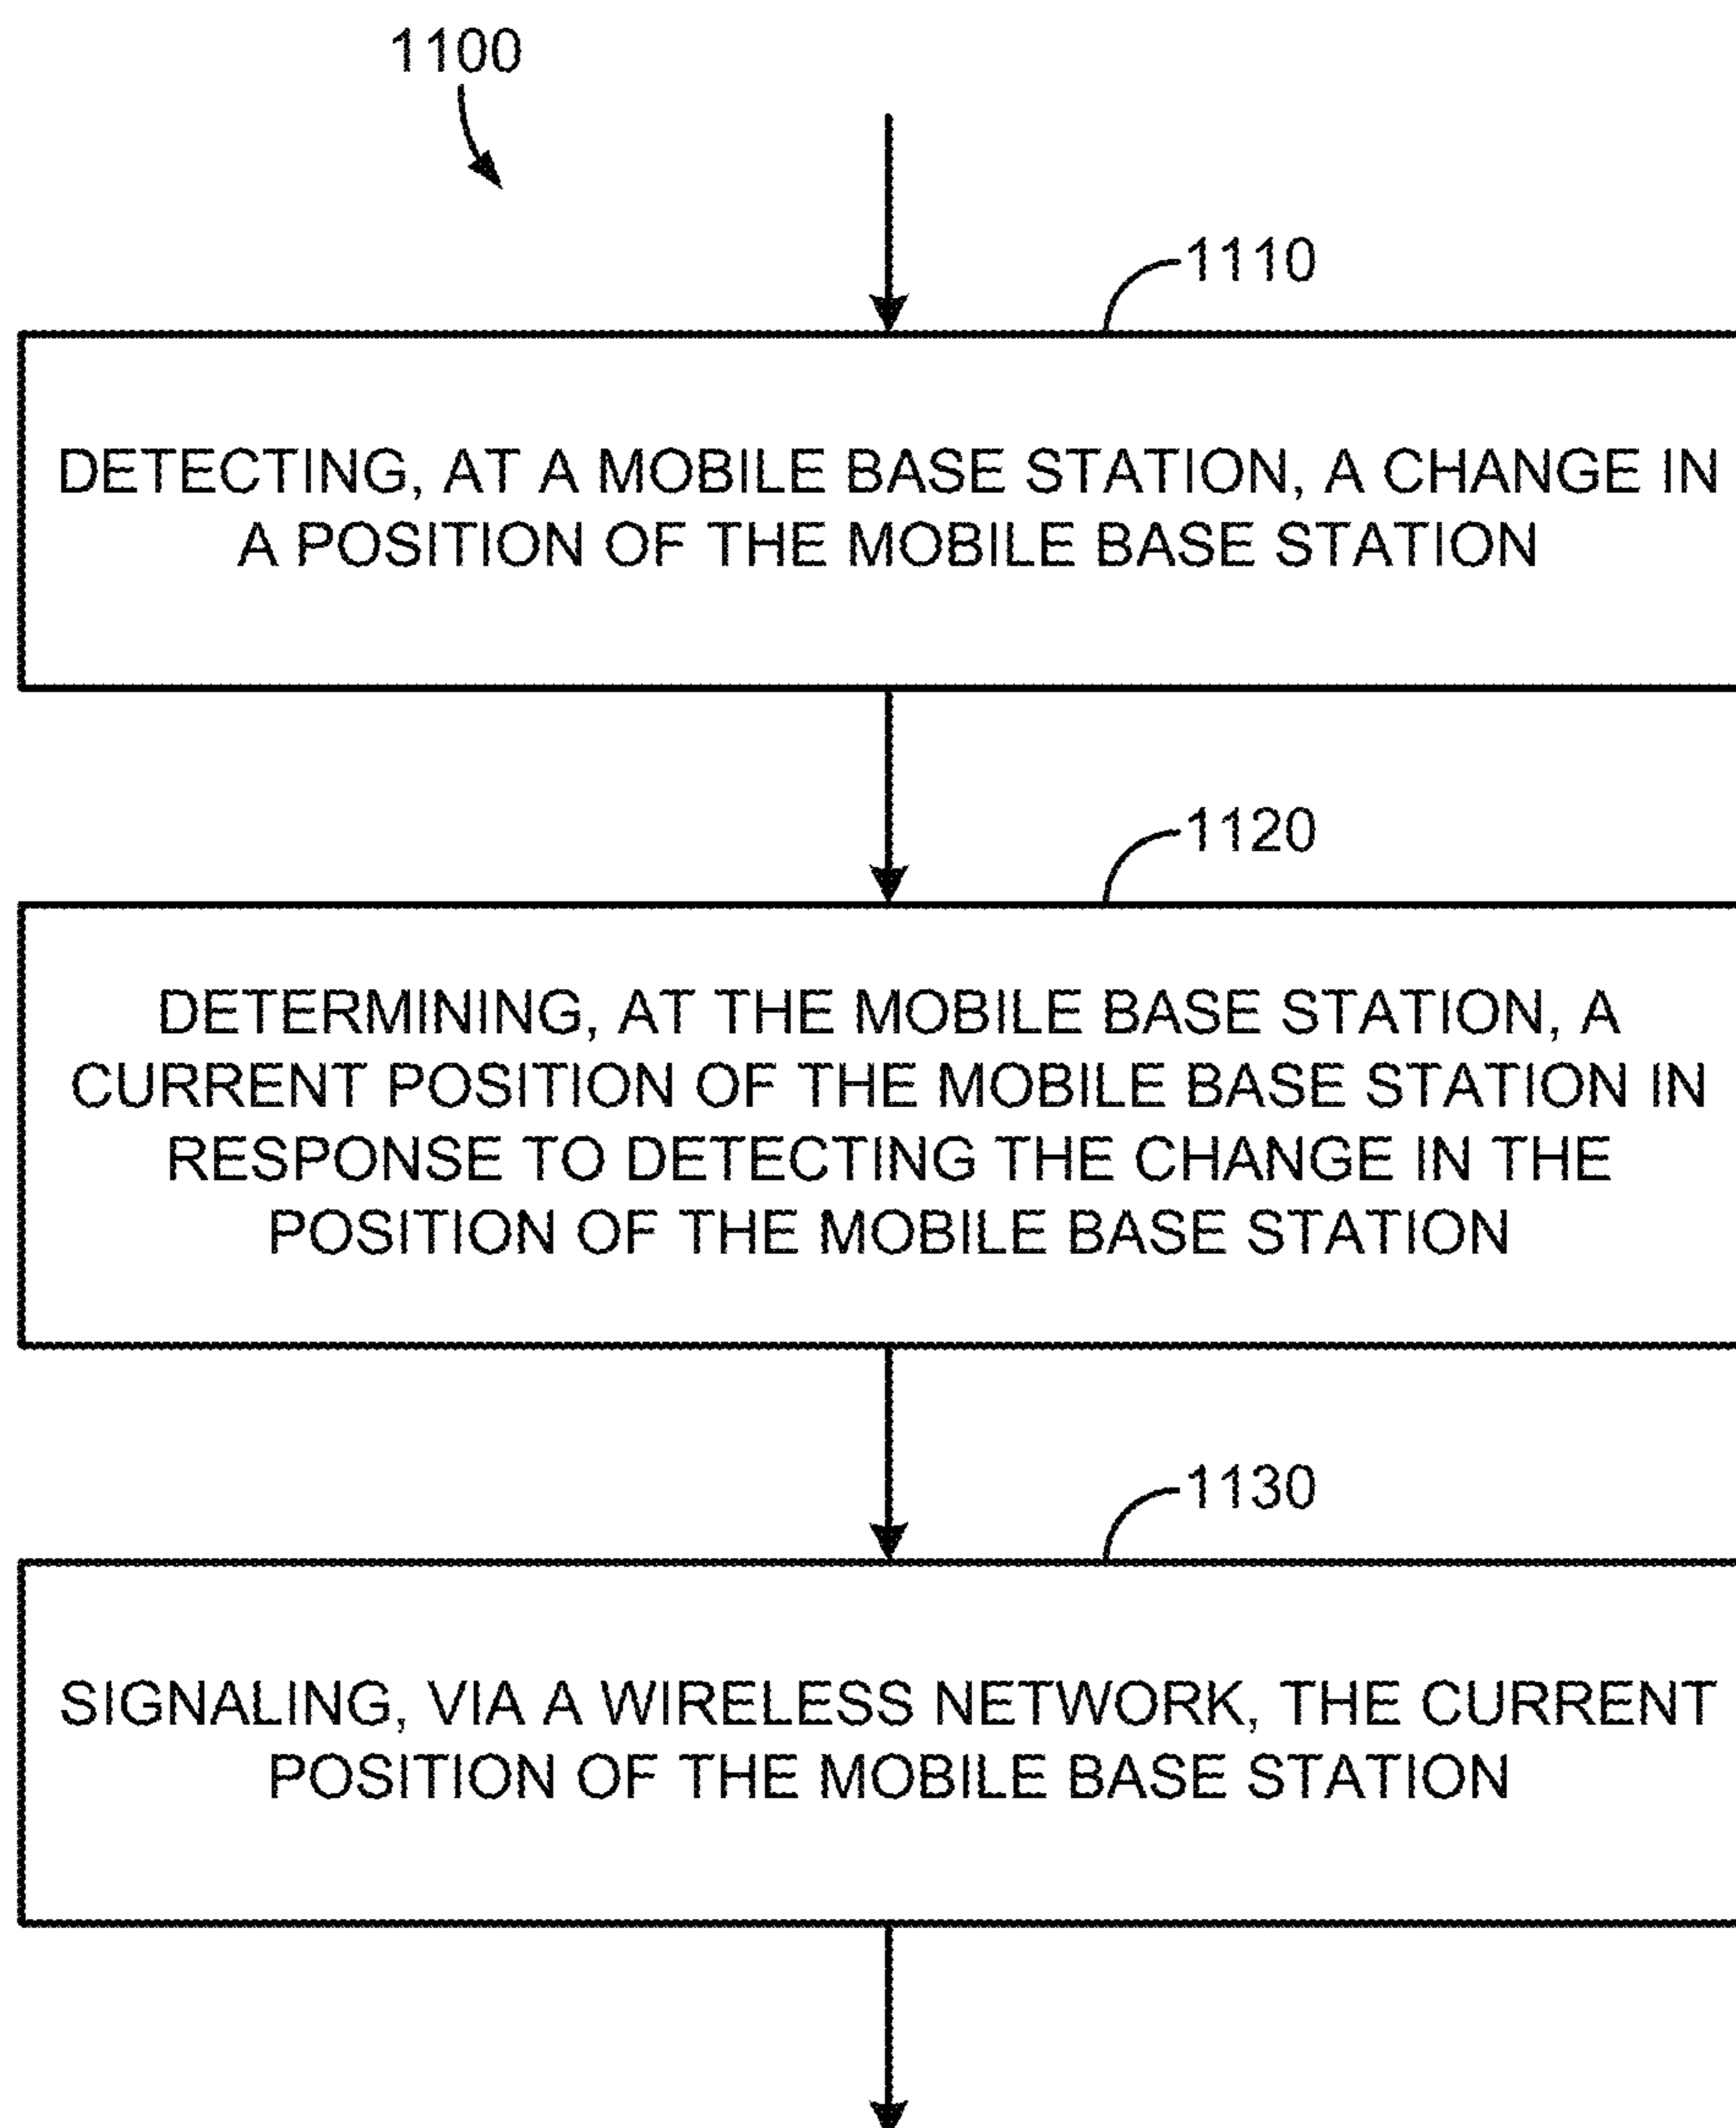 1100
1110
DETECTING, AT A MOBILE BASE STATION, A CHANGE IN
A POSITION OF THE MOBILE BASE STATION
1120
DETERMINING, AT THE MOBILE BASE STATION, A
CURRENT POSITION OF THE MOBILE BASE STATION IN
RESPONSE TO DETECTING THE CHANGE IN THE
POSITION OF THE MOBILE BASE STATION
1130
SIGNALING, VIA A WIRELESS NETWORK, THE CURRENT
POSITION OF THE MOBILE BASE STATION